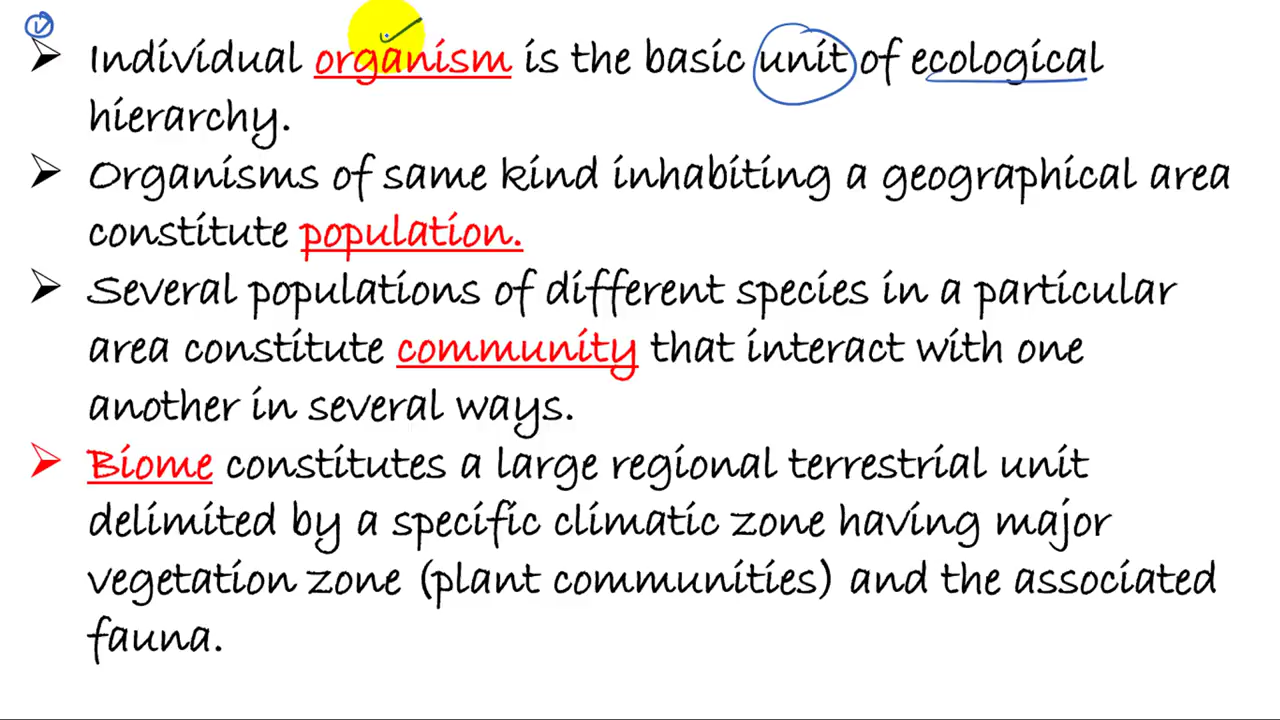 Individual organism is the basic unit of ecological
hierarchy.
Organisms of same kind inhabiting a geographical area
constitute population.
Several populations of different species in a particular
area constitute community that interact with one
another in several ways.
Biome constitutes a large regional terrestrial unit
delimited by a specific climatic zone having major
vegetation zone (plant communities) and the associated
fauna.